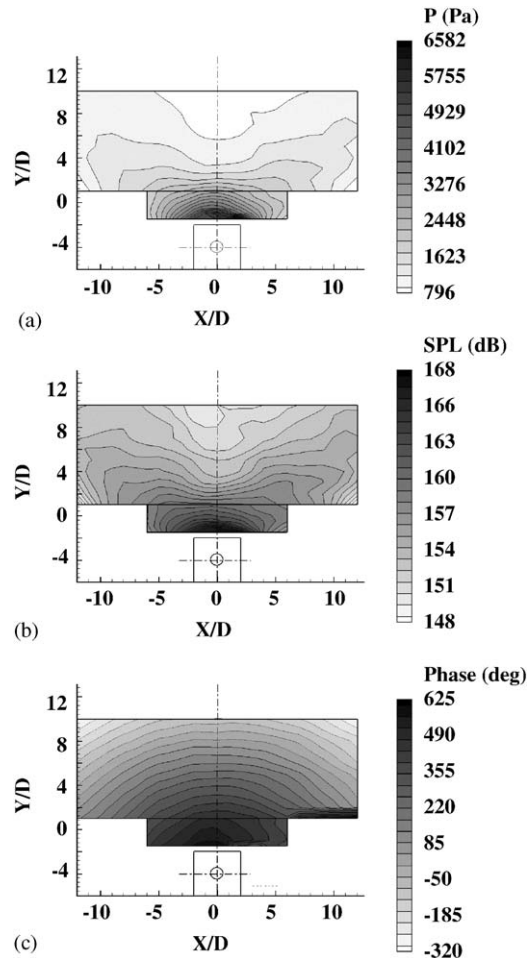 P (Pa)
6582
5755
4929
4102
3276
2448
1623
796
12
8
4
0
-4
Y/D
-10 -5 0 5 10
X/D
(a)
SPL (dB)
168
166
163
160
157
154
151
148
12
8
4
0
-4
Y/D
-10 -5 0 5 10
X/D
(b)
Phase (deg)
625
490
355
220
85
-50
-185
-320
12
8
4
0
-4
Y/D
-10 -5 0 5 10
X/D
(c)